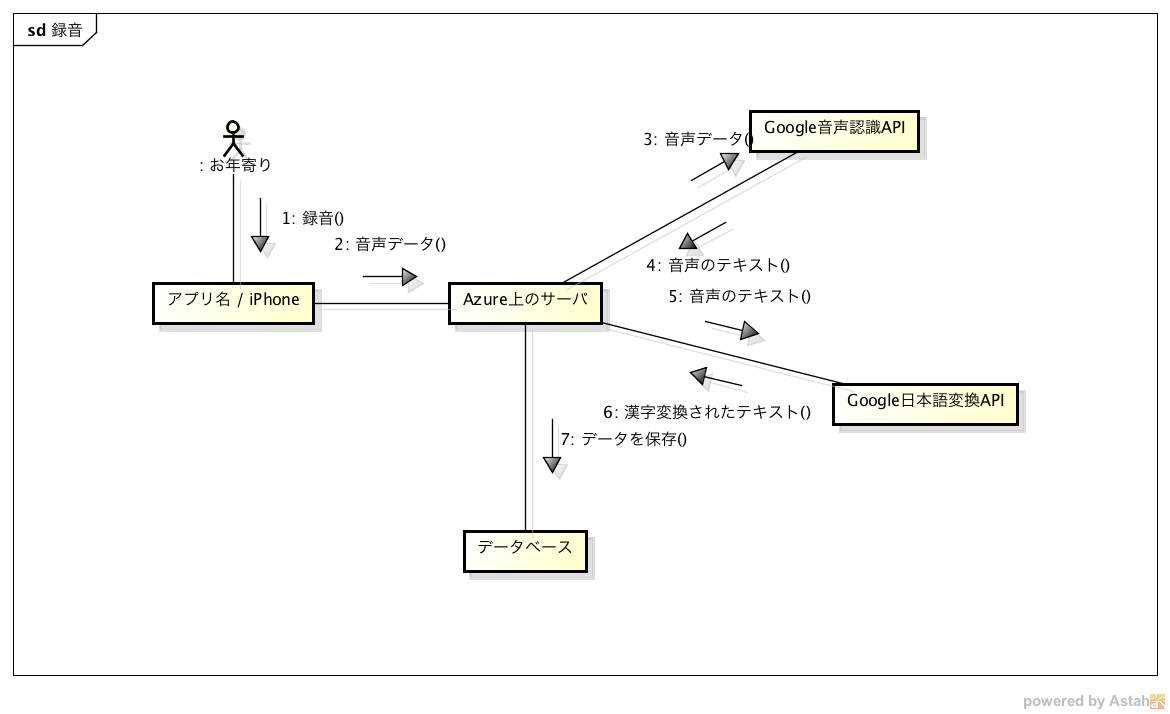 sd 録音
Google音声認識API
3: 音声データ()
: お年寄り
1: 録音()
2: 音声データ()
4: 音声のテキスト()
アプリ名 / iPhone
Azure上のサーバ
5: 音声のテキスト()
Google日本語変換API
6: 漢字変換されたテキスト()
7: データを保存()
データベース
powered by Astah